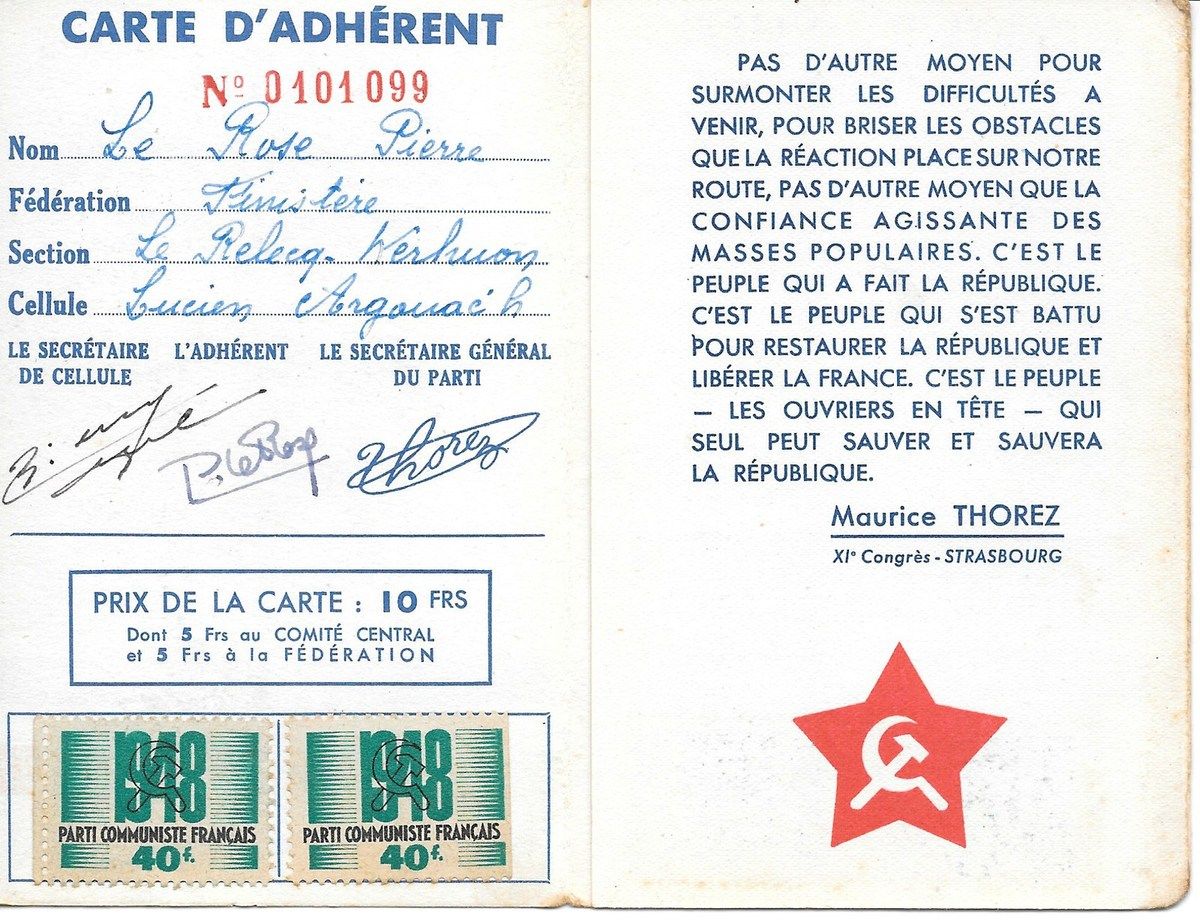 CARTE D'ADHÉRENT
Nº 0101099
Nom Le Rose Pierre
Fédération Finistère
Section Le Relecq-Kerhuon
Cellule Lucien Argouac'h
LE SECRÉTAIRE DE CELLULE
L'ADHÉRENT
LE SECRÉTAIRE GÉNÉRAL DU PARTI
P. Le Rose
Thorez
PRIX DE LA CARTE : 10 FRS
Dont 5 Frs au COMITÉ CENTRAL
et 5 Frs à la FÉDÉRATION
1948
PARTI COMMUNISTE FRANÇAIS
40f.
1948
PARTI COMMUNISTE FRANÇAIS
40f.
PAS D'AUTRE MOYEN POUR
SURMONTER LES DIFFICULTÉS A
VENIR, POUR BRISER LES OBSTACLES
QUE LA RÉACTION PLACE SUR NOTRE
ROUTE, PAS D'AUTRE MOYEN QUE LA
CONFIANCE AGISSANTE DES
MASSES POPULAIRES. C'EST LE
PEUPLE QUI A FAIT LA RÉPUBLIQUE.
C'EST LE PEUPLE QUI S'EST BATTU
POUR RESTAURER LA RÉPUBLIQUE ET
LIBÉRER LA FRANCE. C'EST LE PEUPLE
— LES OUVRIERS EN TÊTE — QUI
SEUL PEUT SAUVER ET SAUVERA
LA RÉPUBLIQUE.
Maurice THOREZ
XIe Congrès - STRASBOURG